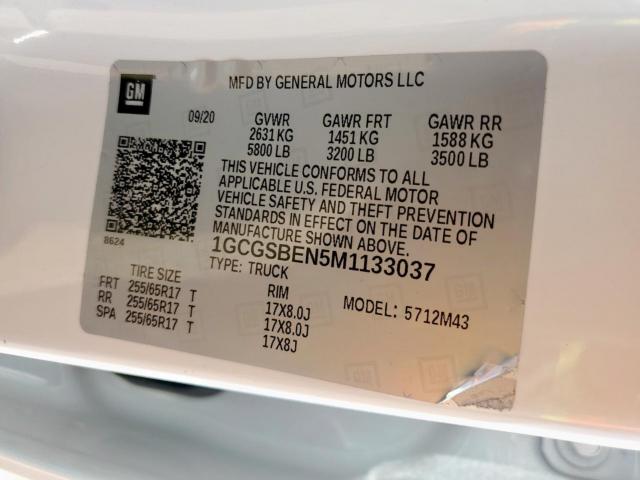 GM
MFD BY GENERAL MOTORS LLC
09/20 GVWR GAWR FRT GAWR RR
2631 KG 1451 KG 1588 KG
5800 LB 3200 LB 3500 LB
THIS VEHICLE CONFORMS TO ALL
APPLICABLE U.S. FEDERAL MOTOR
VEHICLE SAFETY AND THEFT PREVENTION
STANDARDS IN EFFECT ON THE DATE OF
MANUFACTURE SHOWN ABOVE.
8624
1GCGSBEN5M1133037
TYPE: TRUCK
TIRE SIZE RIM
FRT 255/65R17 T 17X8.0J
RR 255/65R17 T 17X8.0J
SPA 255/65R17 T 17X8J
MODEL: 5712M43